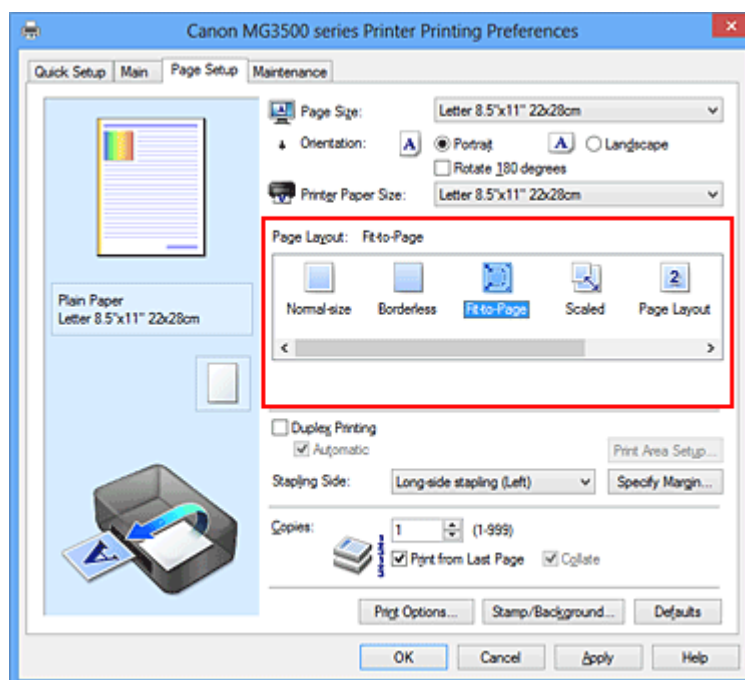 Canon MG3500 series Printer Printing Preferences
Quick Setup Main Page Setup Maintenance
Page Size: Letter 8.5"x11" 22x28cm
Orientation: A Portrait A Landscape
Rotate 180 degrees
Printer Paper Size: Letter 8.5"x11" 22x28cm
Page Layout: Fit-to-Page
Normal-size Borderless Fit-to-Page Scaled 2 Page Layout
Plain Paper
Letter 8.5"x11" 22x28cm
Duplex Printing
Automatic
Print Area Setup...
Stapling Side: Long-side stapling (Left) Specify Margin...
Copies: 1 (1-999)
Print from Last Page Collate
A
Print Options... Stamp/Background... Defaults
OK Cancel Apply Help